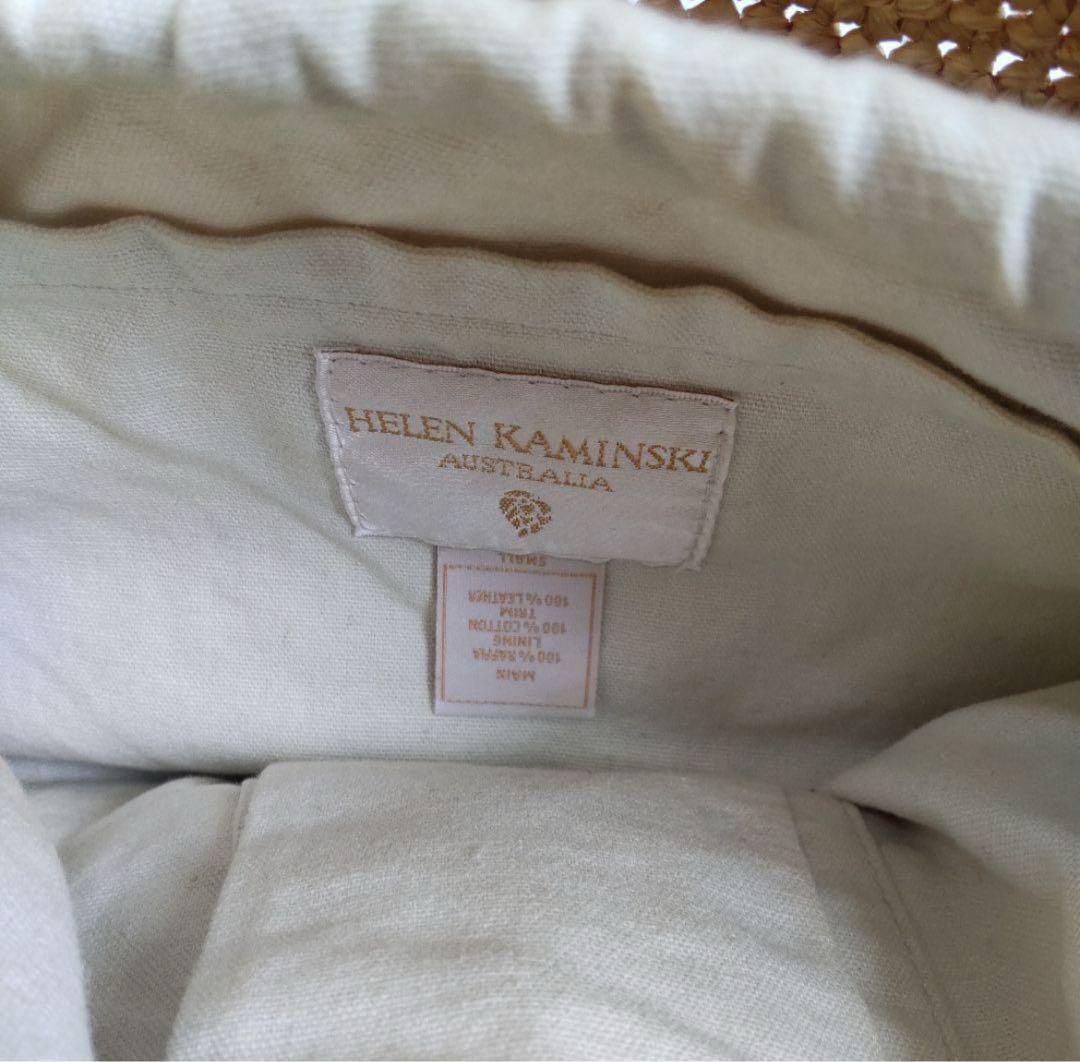 HELEN KAMINSKI
AUSTRALIA
MAIN
100% RAFFIA
LINING
100% COTTON
TRIM
100% LEATHER
SMALL